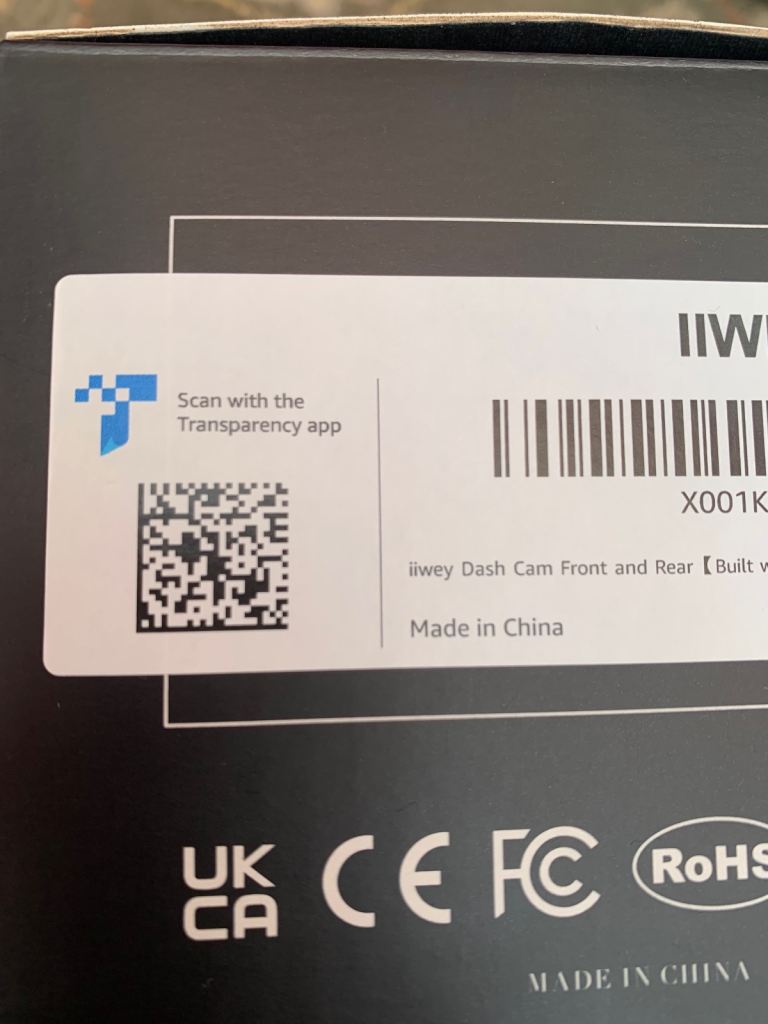 IIW
Scan with the
Transparency app
X001K
iiwey Dash Cam Front and Rear【Built w
Made in China
UK
CA
CE
FC
RoHS
MADE IN CHINA